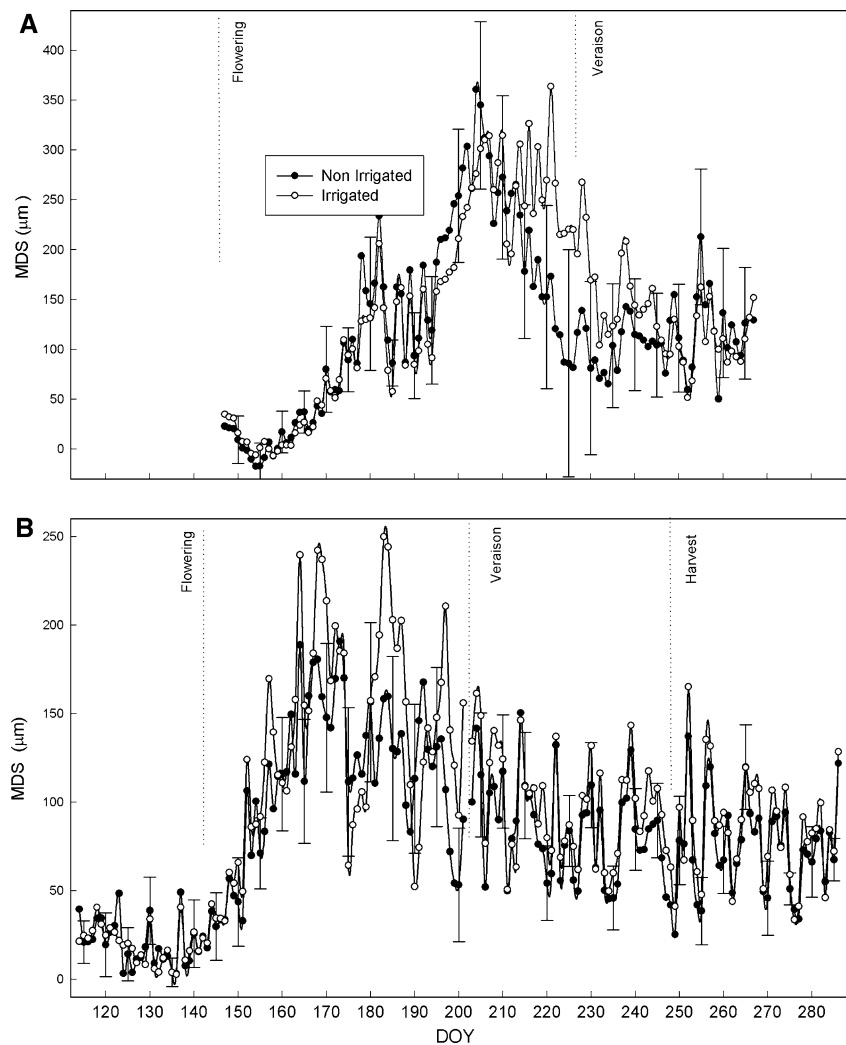 A
Flowering
Veraison
400
350
300
250
200
150
100
50
0
MDS (μm)
Non Irrigated
Irrigated
B
Flowering
Veraison
Harvest
250
200
150
100
50
0
MDS (μm)
120 130 140 150 160 170 180 190 200 210 220 230 240 250 260 270 280
DOY